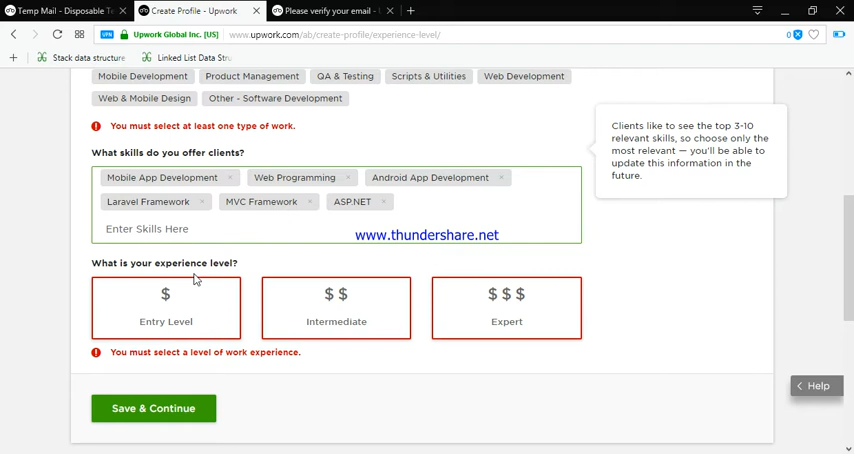 Temp Mail - Disposable Te
Create Profile - Upwork
Please verify your email -
VPN
Upwork Global Inc. [US]
www.upwork.com/ab/create-profile/experience-level/
0
Stack data structure
Linked List Data Stru
Mobile Development
Product Management
QA & Testing
Scripts & Utilities
Web Development
Web & Mobile Design
Other - Software Development
You must select at least one type of work.
What skills do you offer clients?
Mobile App Development ×
Web Programming ×
Android App Development ×
Laravel Framework ×
MVC Framework ×
ASP.NET ×
Enter Skills Here
www.thundershare.net
Clients like to see the top 3-10
relevant skills, so choose only the
most relevant — you'll be able to
update this information in the
future.
What is your experience level?
$
Entry Level
$ $
Intermediate
$ $ $
Expert
You must select a level of work experience.
Help
Save & Continue